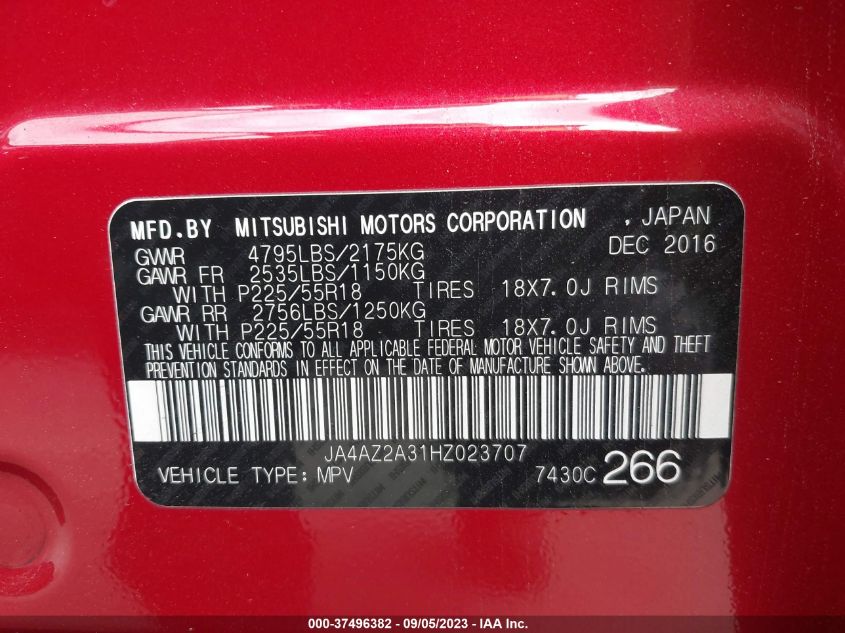 MFD.BY MITSUBISHI MOTORS CORPORATION , JAPAN
GVWR 4795LBS/2175KG DEC 2016
GAWR FR 2535LBS/1150KG
WITH P225/55R18 TIRES 18X7.0J RIMS
GAWR RR 2756LBS/1250KG
WITH P225/55R18 TIRES 18X7.0J RIMS
THIS VEHICLE CONFORMS TO ALL APPLICABLE FEDERAL MOTOR VEHICLE SAFETY AND THEFT
PREVENTION STANDARDS IN EFFECT ON THE DATE OF MANUFACTURE SHOWN ABOVE.
JA4AZ2A31HZ023707
VEHICLE TYPE: MPV 7430C 266
000-37496382 - 09/05/2023 - IAA Inc.